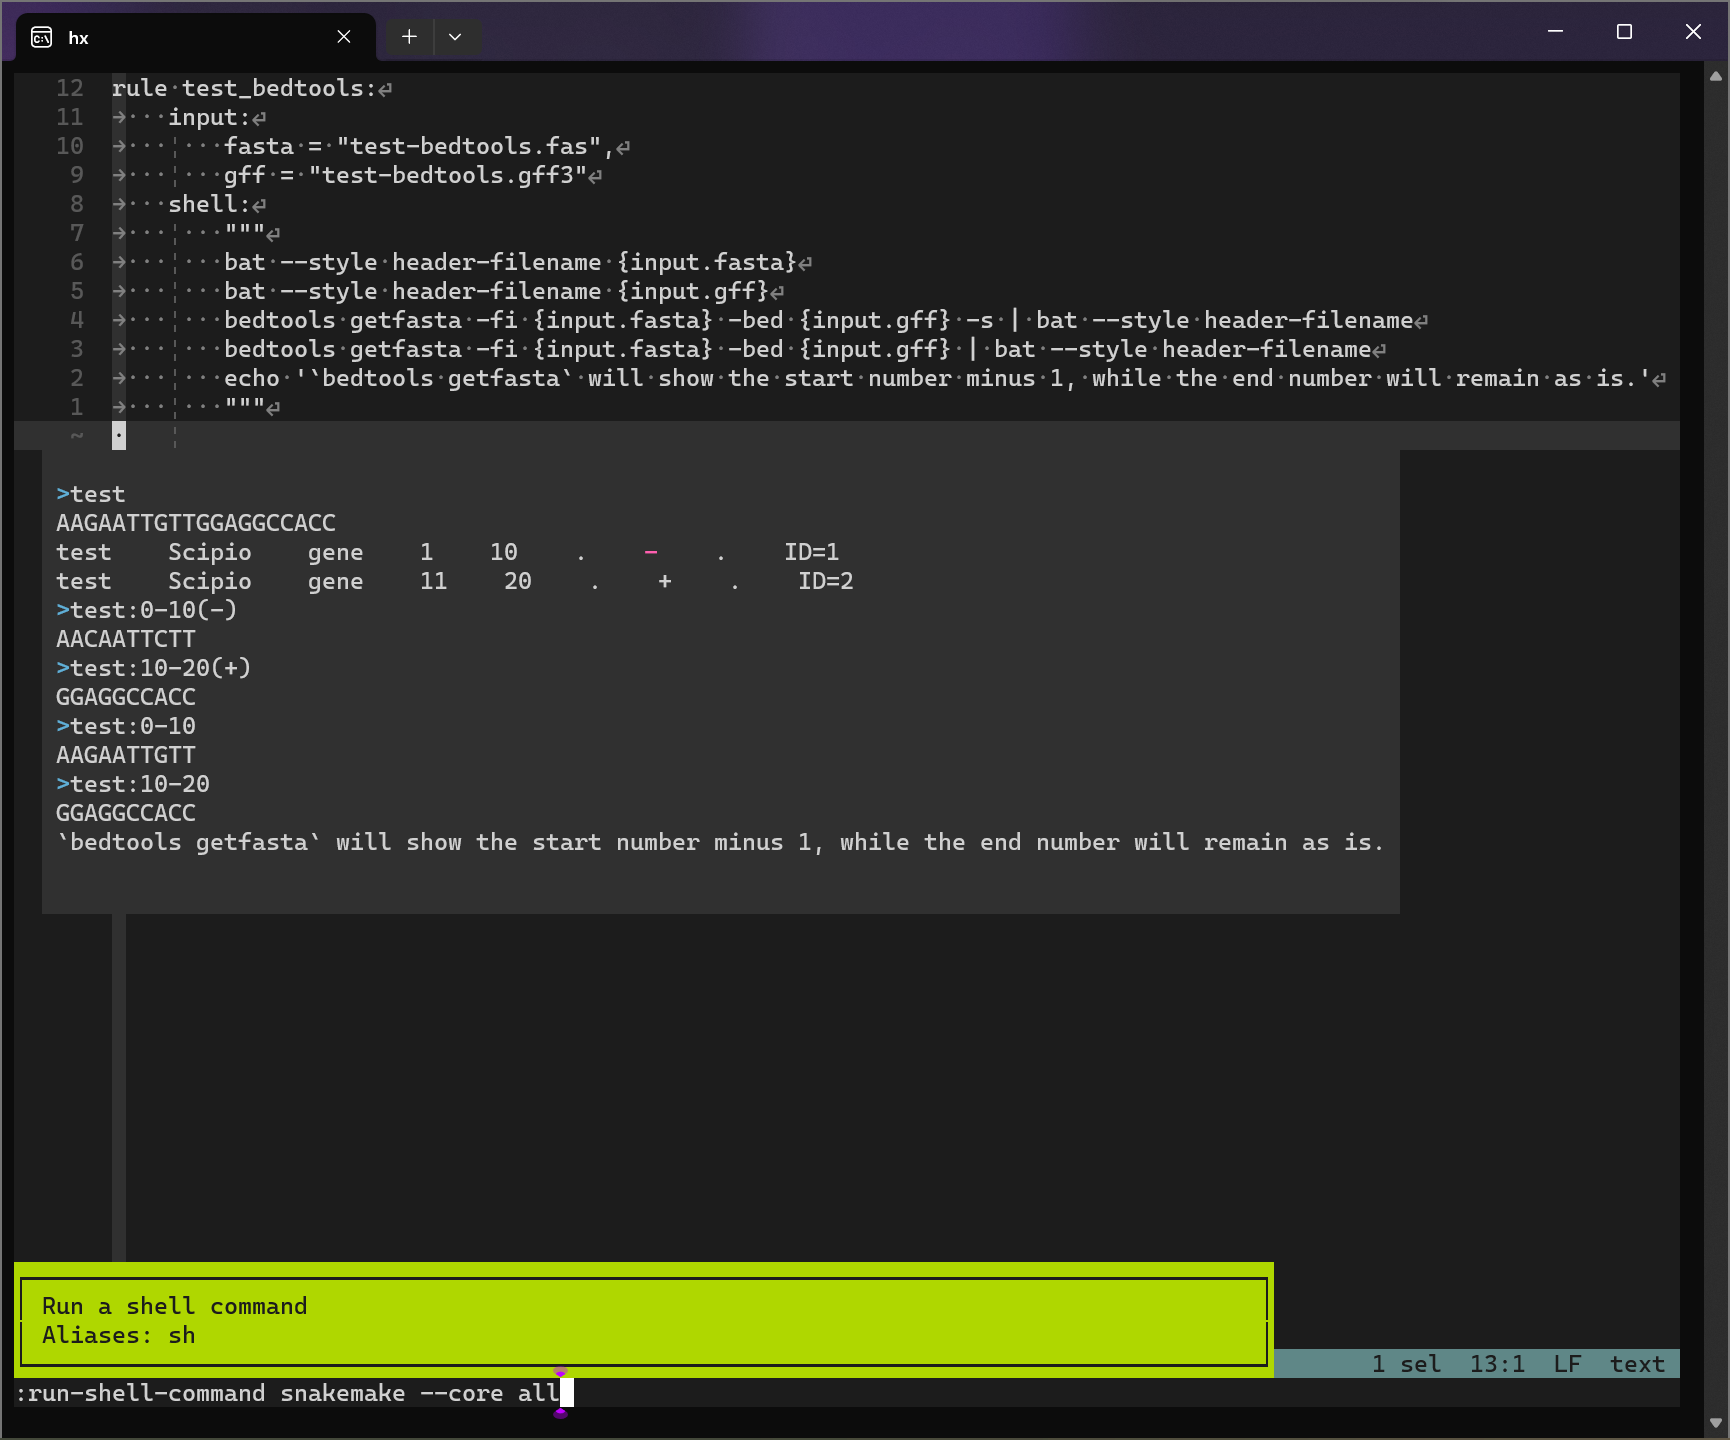 hx
12 rule·test_bedtools:⏎
11 →···input:⏎
10 →···¦···fasta·=·"test-bedtools.fas",⏎
9 →···¦···gff·=·"test-bedtools.gff3"⏎
8 →···shell:⏎
7 →···¦···"""⏎
6 →···¦···bat·--style·header-filename·{input.fasta}⏎
5 →···¦···bat·--style·header-filename·{input.gff}⏎
4 →···¦···bedtools·getfasta·-fi·{input.fasta}·-bed·{input.gff}·-s·|·bat·--style·header-filename⏎
3 →···¦···bedtools·getfasta·-fi·{input.fasta}·-bed·{input.gff}·|·bat·--style·header-filename⏎
2 →···¦···echo·'`bedtools·getfasta`·will·show·the·start·number·minus·1,·while·the·end·number·will·remain·as·is.'⏎
1 →···¦···"""⏎
~ · ¦
>test
AAGAATTGTTGGAGGCCACC
test    Scipio    gene    1    10    .    -    .    ID=1
test    Scipio    gene    11    20    .    +    .    ID=2
>test:0-10(-)
AACAATTCTT
>test:10-20(+)
GGAGGCCACC
>test:0-10
AAGAATTGTT
>test:10-20
GGAGGCCACC
`bedtools getfasta` will show the start number minus 1, while the end number will remain as is.
Run a shell command
Aliases: sh
1 sel  13:1  LF  text
:run-shell-command snakemake --core all